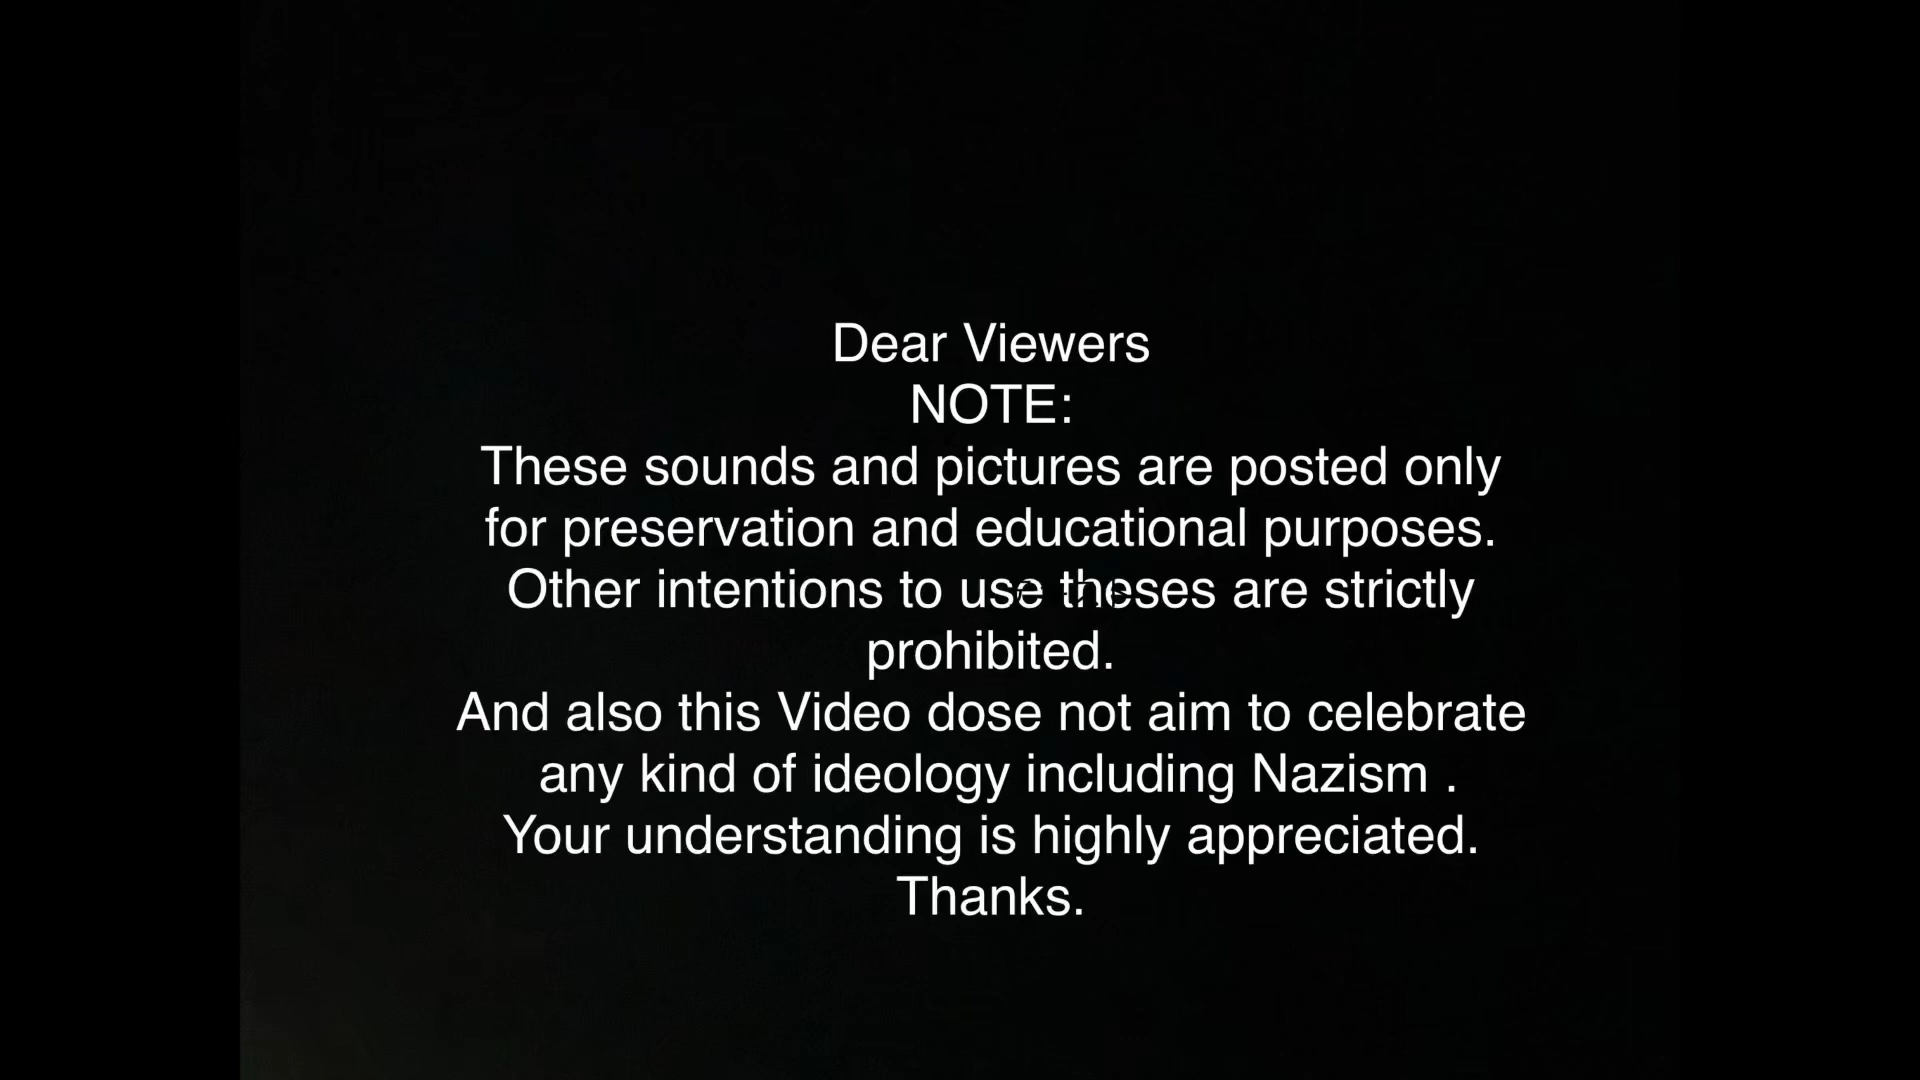 Dear Viewers
NOTE:
These sounds and pictures are posted only
for preservation and educational purposes.
Other intentions to use theses are strictly
prohibited.
And also this Video dose not aim to celebrate
any kind of ideology including Nazism .
Your understanding is highly appreciated.
Thanks.